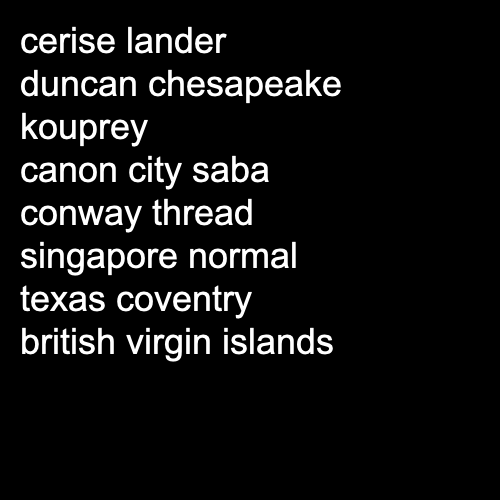 cerise lander
duncan chesapeake
kouprey
canon city saba
conway thread
singapore normal
texas coventry
british virgin islands